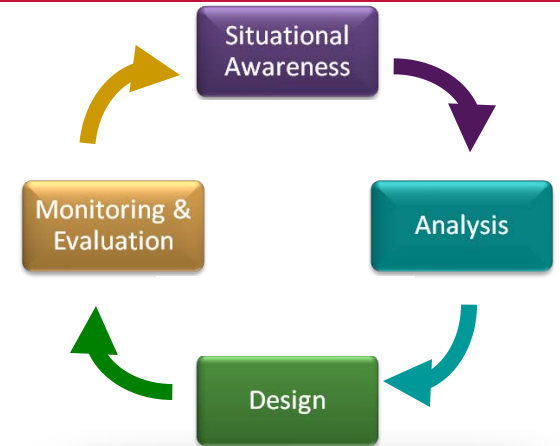 Situational
Awareness
Analysis
Design
Monitoring &
Evaluation